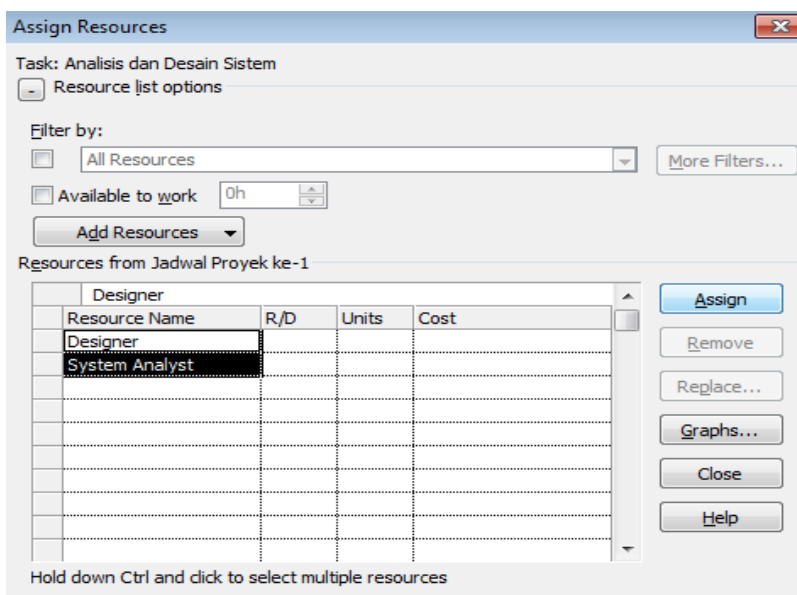 Assign Resources
Task: Analisis dan Desain Sistem
- Resource list options
Filter by:
All Resources More Filters...
Available to work 0h
Add Resources
Resources from Jadwal Proyek ke-1
Designer Assign
Resource Name R/D Units Cost
Designer Remove
System Analyst
Replace...
Graphs...
Close
Help
Hold down Ctrl and click to select multiple resources